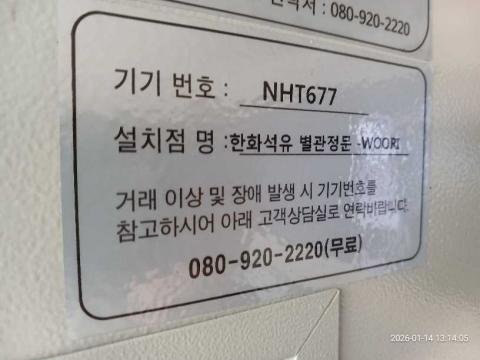 락처 : 080-920-2220
기기 번호 : NHT677
설치점 명 :한화석유 별관정문 -WOORI
거래 이상 및 장애 발생 시 기기번호를
참고하시어 아래 고객상담실로 연락바랍니다.
080-920-2220(무료)
2026-01-14 13:14:05